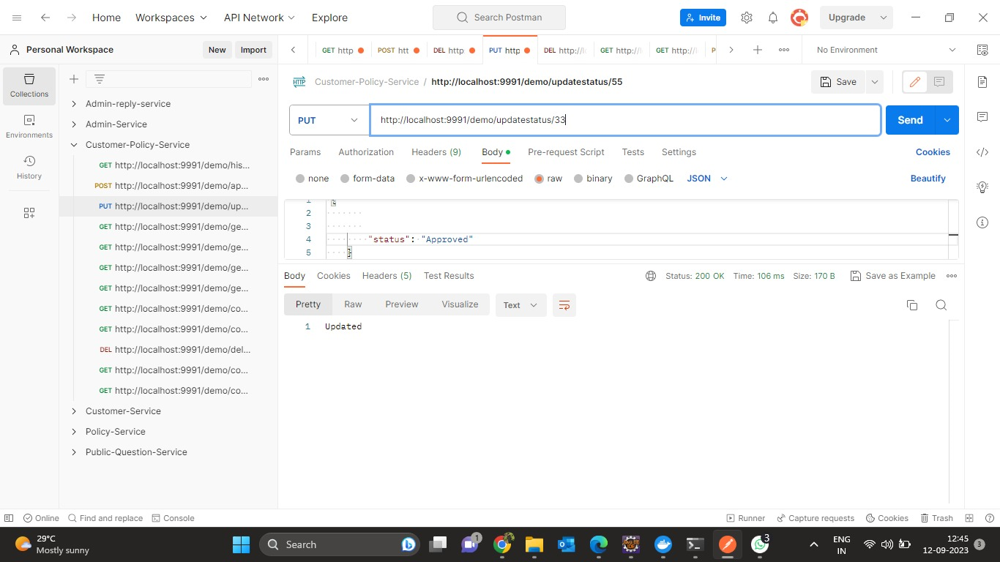 Home Workspaces API Network Explore Search Postman Invite Upgrade
Personal Workspace New Import GET http POST htt DEL http PUT http DEL http://l GET http:// GET http:// No Environment
Collections
Environments
History
Admin-reply-service
Admin-Service
Customer-Policy-Service
GET http://localhost:9991/demo/his...
POST http://localhost:9991/demo/ap...
PUT http://localhost:9991/demo/up...
GET http://localhost:9991/demo/ge...
GET http://localhost:9991/demo/ge...
GET http://localhost:9991/demo/ge...
GET http://localhost:9991/demo/ge...
GET http://localhost:9991/demo/co...
GET http://localhost:9991/demo/co...
DEL http://localhost:9991/demo/del...
GET http://localhost:9991/demo/co...
GET http://localhost:9991/demo/co...
Customer-Service
Policy-Service
Public-Question-Service
HTTP Customer-Policy-Service / http://localhost:9991/demo/updatestatus/55 Save
PUT http://localhost:9991/demo/updatestatus/33 Send
Params Authorization Headers (9) Body Pre-request Script Tests Settings Cookies
none form-data x-www-form-urlencoded raw binary GraphQL JSON Beautify
1 {
2
3
4 "status": "Approved"
5 }
Body Cookies Headers (5) Test Results Status: 200 OK Time: 106 ms Size: 170 B Save as Example
Pretty Raw Preview Visualize Text
1 Updated
Online Find and replace Console Runner Capture requests Cookies Trash
29°C
Mostly sunny
Search
1
3
ENG
IN
12:45
12-09-2023
3